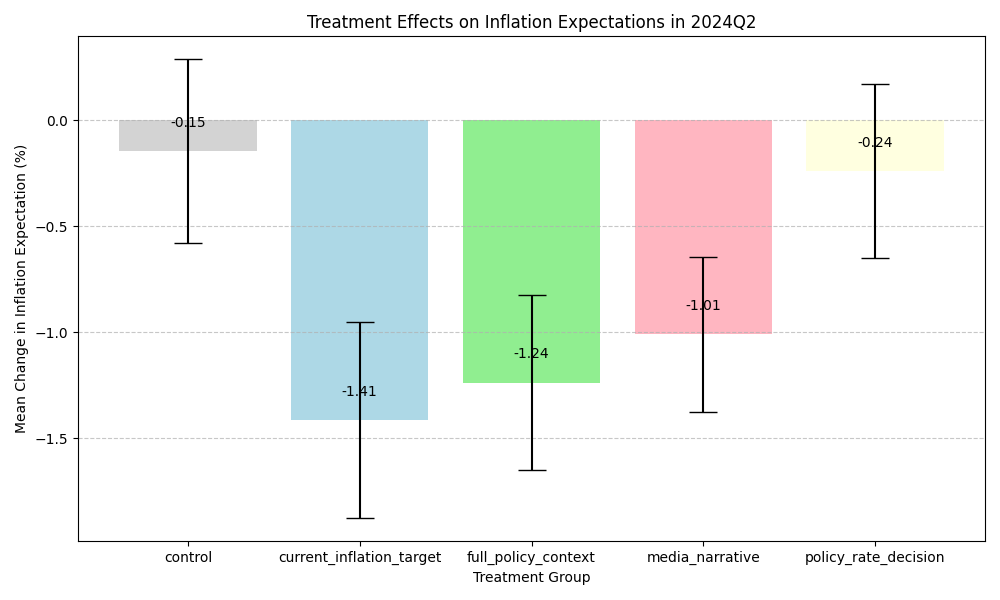 Treatment Effects on Inflation Expectations in 2024Q2
Mean Change in Inflation Expectation (%)
0.0
−0.5
−1.0
−1.5
-0.15
-1.41
-1.24
-1.01
-0.24
control
current_inflation_target
full_policy_context
media_narrative
policy_rate_decision
Treatment Group